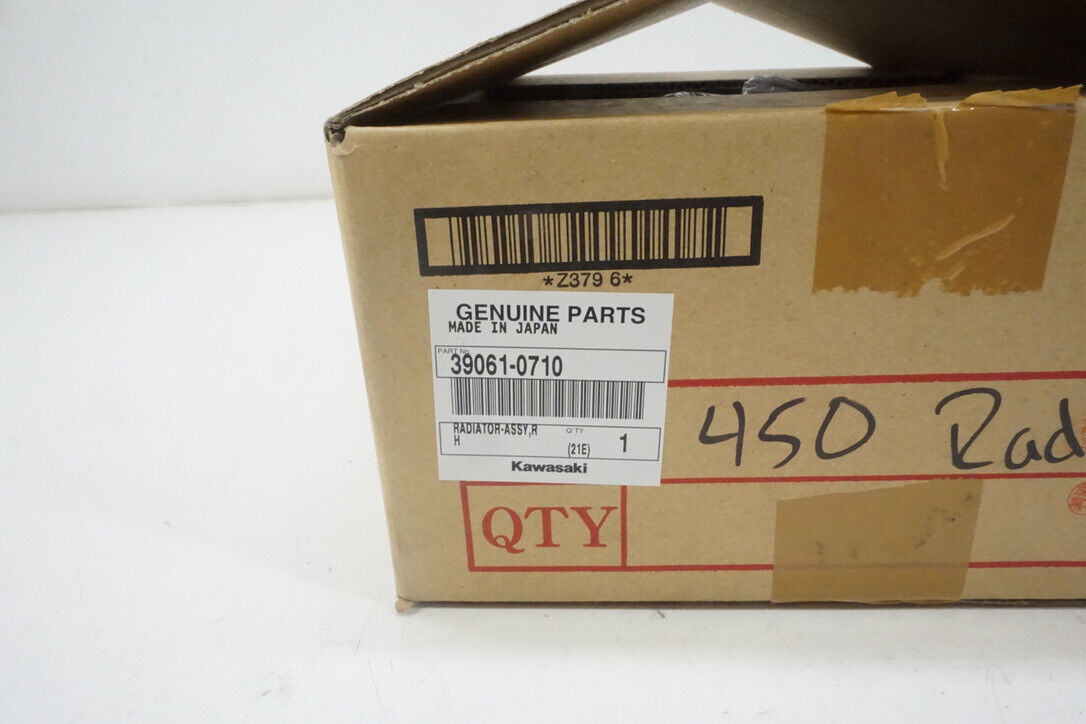 *Z379 6*
GENUINE PARTS
MADE IN JAPAN
PART No.
39061-0710
RADIATOR-ASSY,R
H
Q'TY
(21E)
1
Kawasaki
450 Rad
QTY